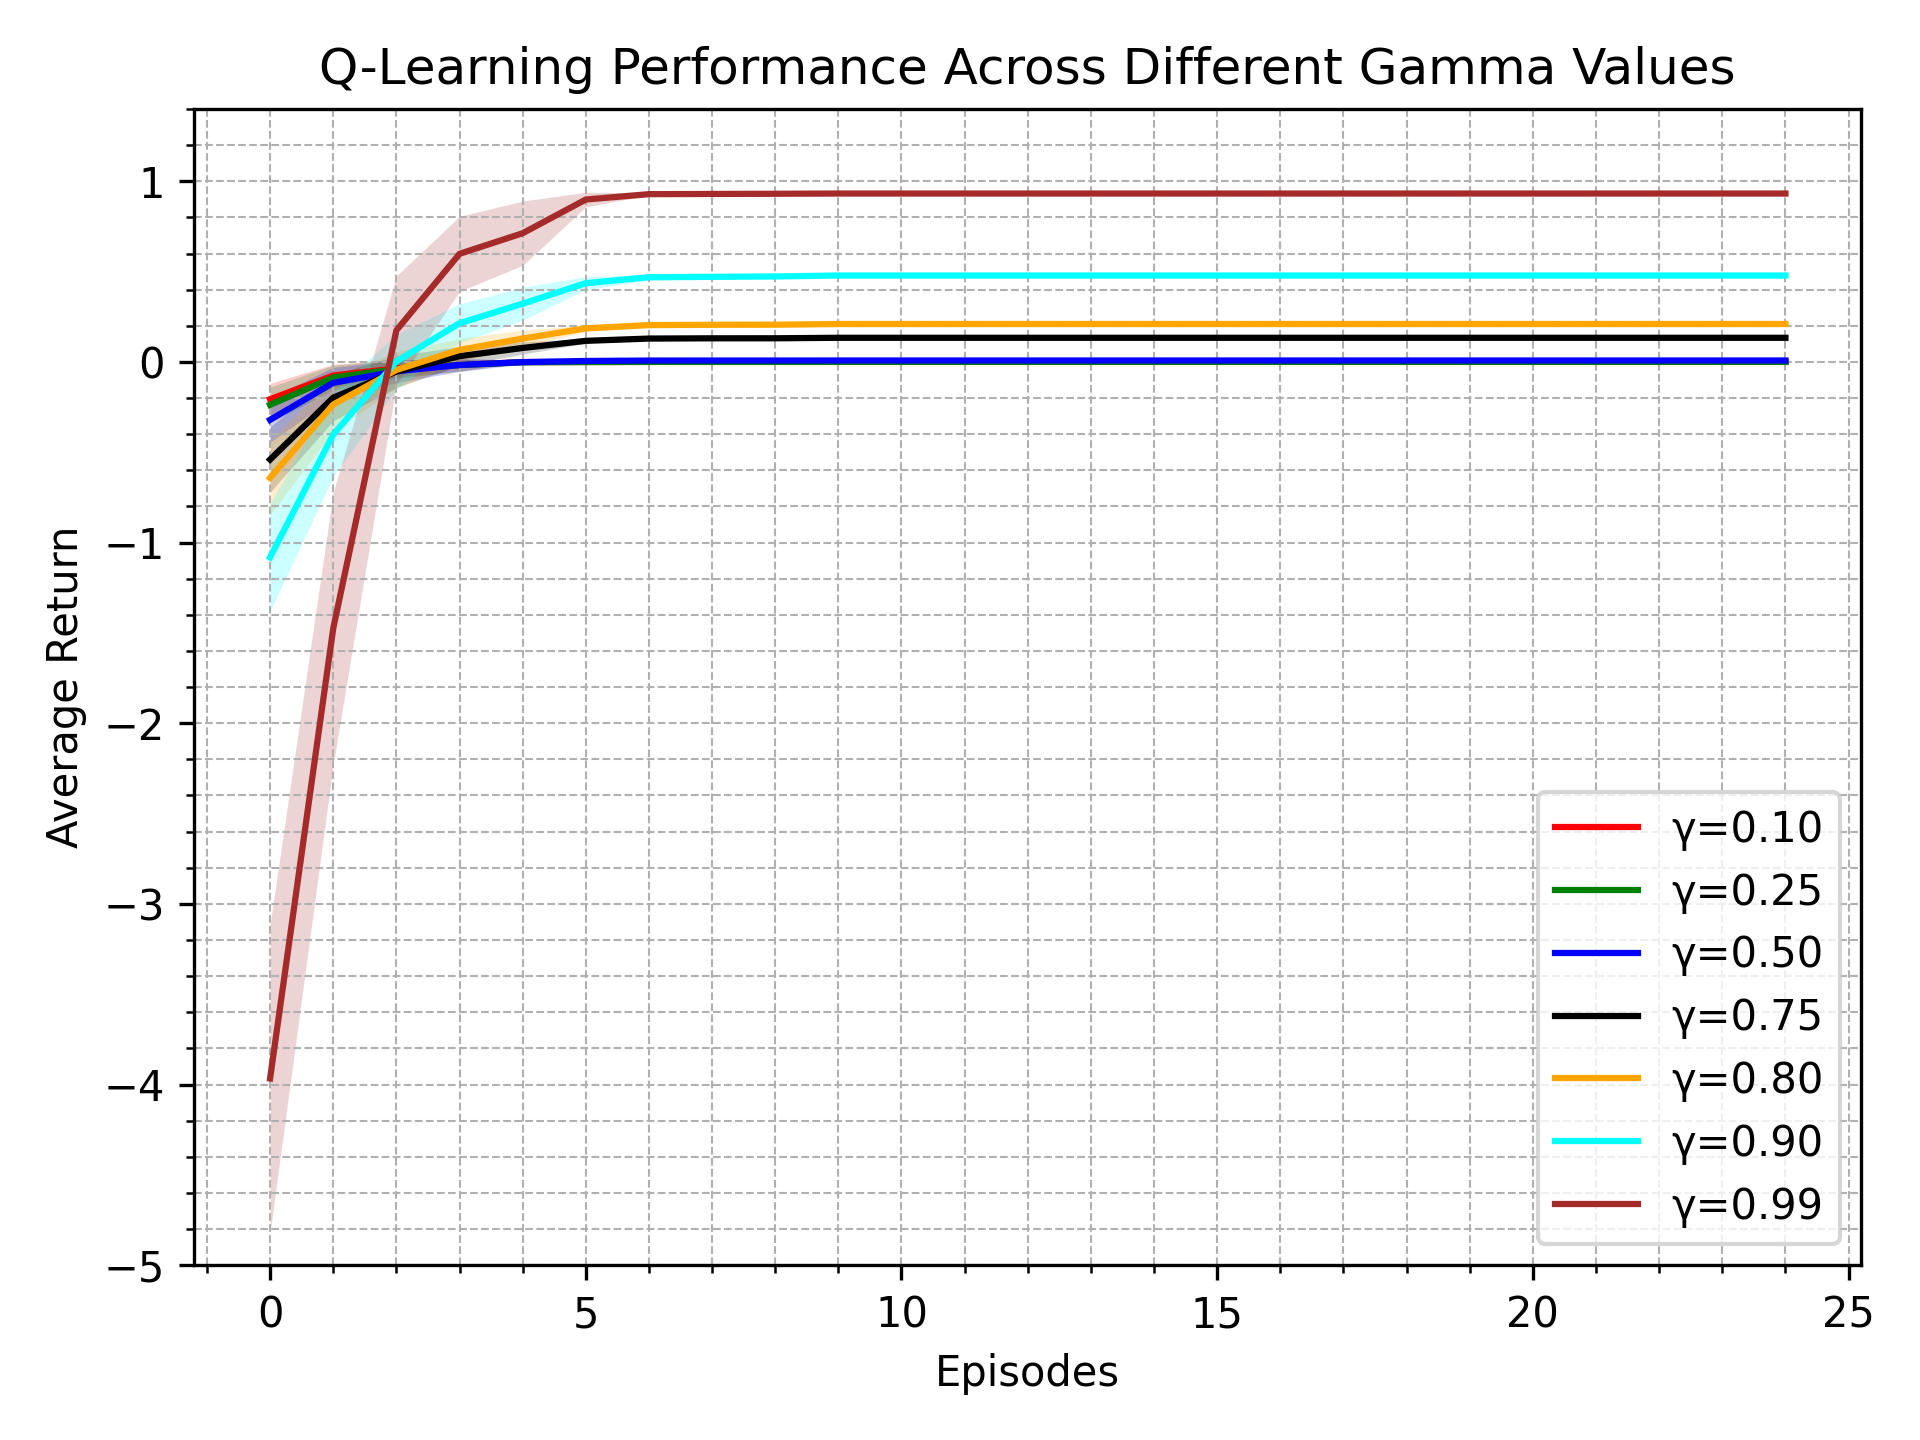 Q-Learning Performance Across Different Gamma Values
Average Return
1
0
−1
−2
−3
−4
−5
0 5 10 15 20 25
Episodes
γ=0.10
γ=0.25
γ=0.50
γ=0.75
γ=0.80
γ=0.90
γ=0.99